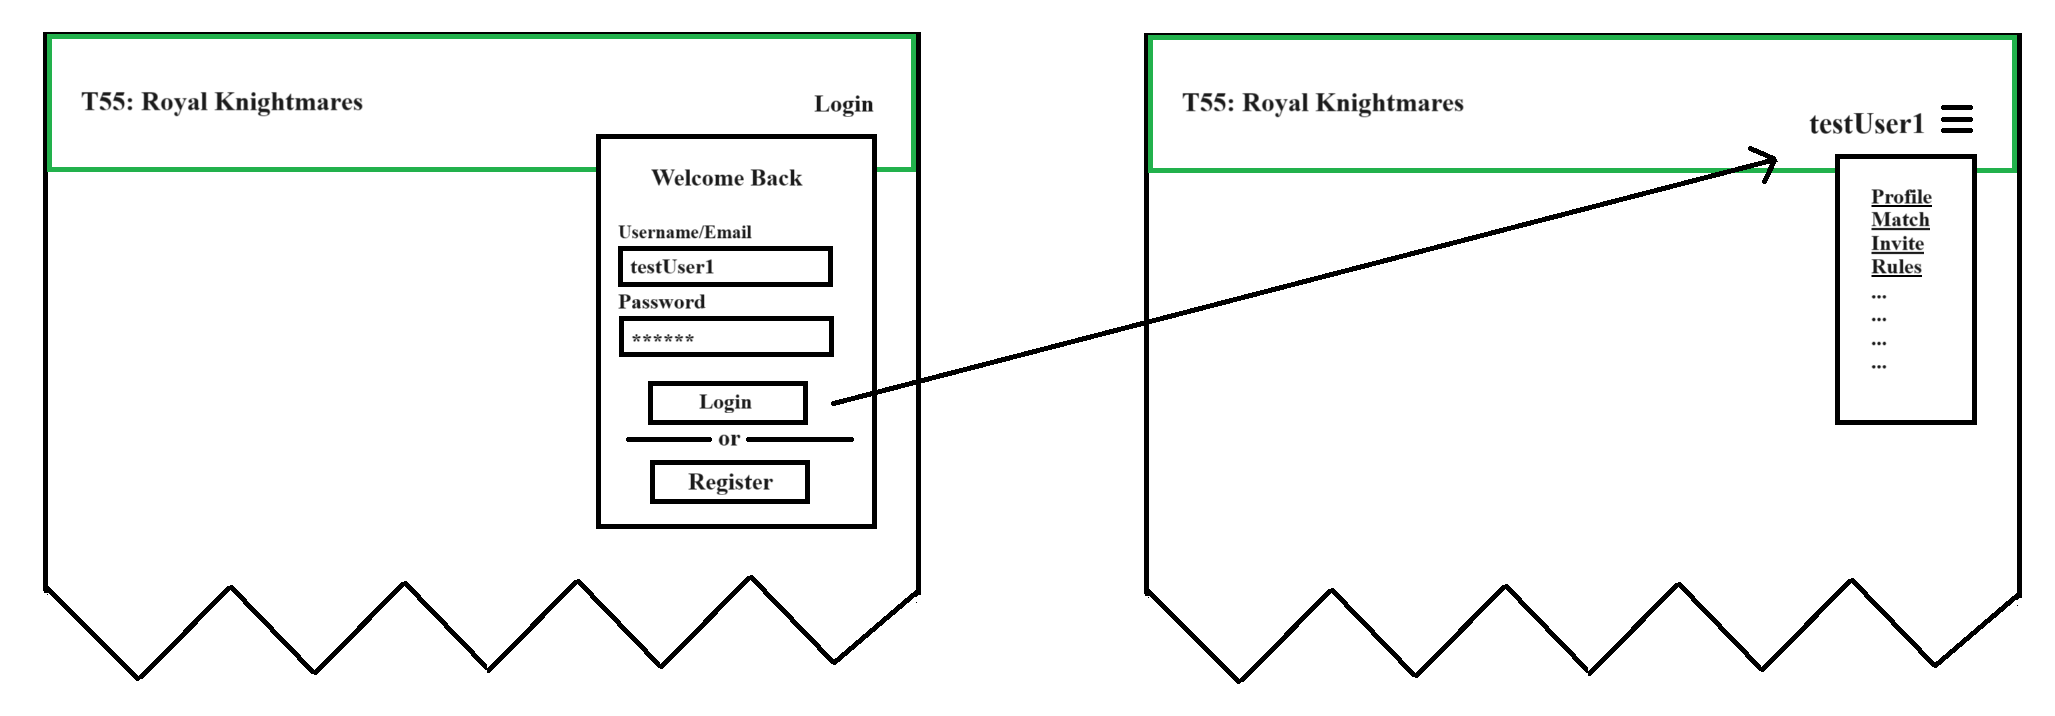 T55: Royal Knightmares
Login
Welcome Back
Username/Email
testUser1
Password
******
Login
or
Register
T55: Royal Knightmares
testUser1
Profile
Match
Invite
Rules
...
...
...
...